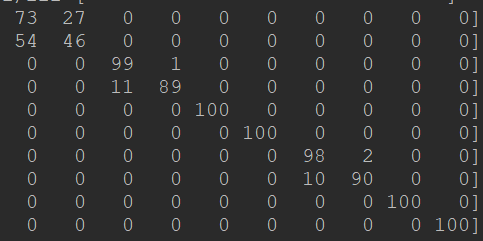 73 27 0 0 0 0 0 0 0 0]
54 46 0 0 0 0 0 0 0 0]
0 0 99 1 0 0 0 0 0 0]
0 0 11 89 0 0 0 0 0 0]
0 0 0 0 100 0 0 0 0 0]
0 0 0 0 0 100 0 0 0 0]
0 0 0 0 0 0 98 2 0 0]
0 0 0 0 0 0 10 90 0 0]
0 0 0 0 0 0 0 0 100 0]
0 0 0 0 0 0 0 0 0 100]